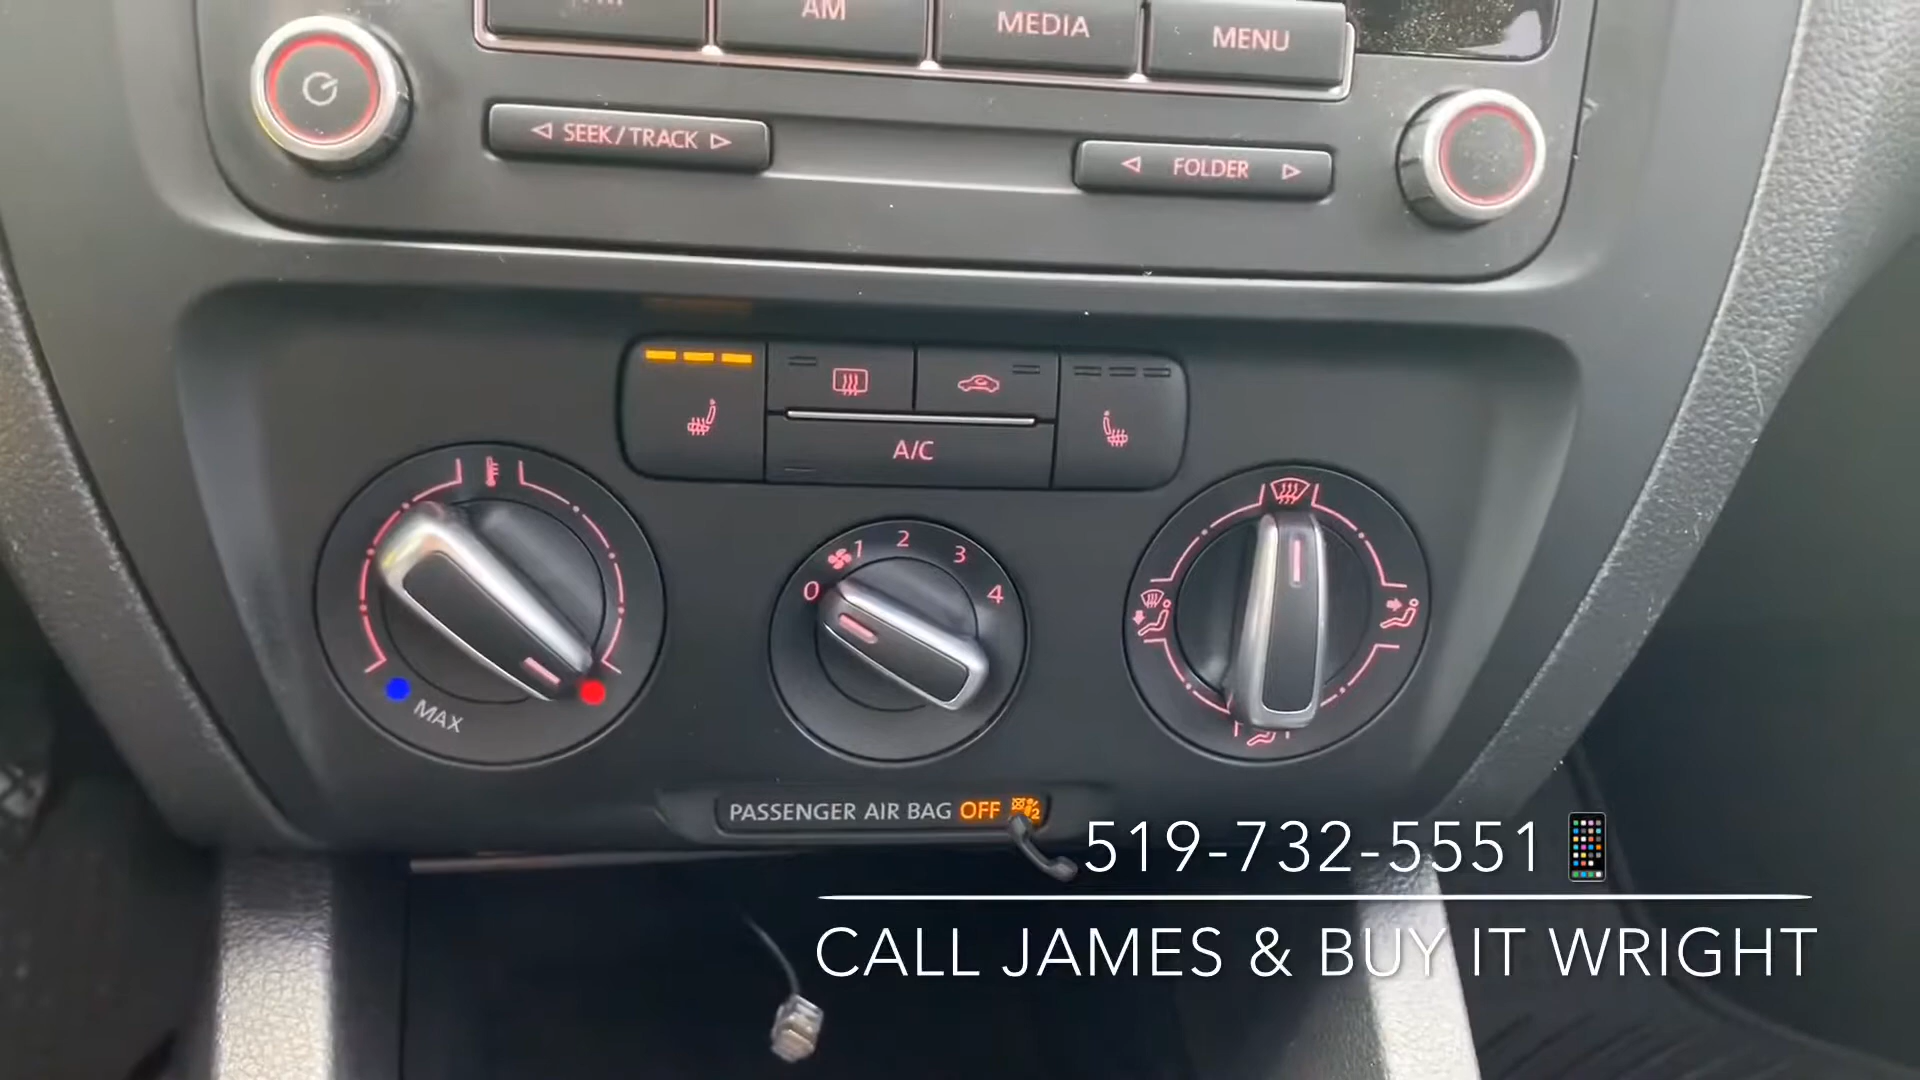 AM
MEDIA
MENU
SEEK/TRACK
FOLDER
A/C
0 1 2 3 4
MAX
PASSENGER AIR BAG OFF
519-732-5551
CALL JAMES & BUY IT WRIGHT